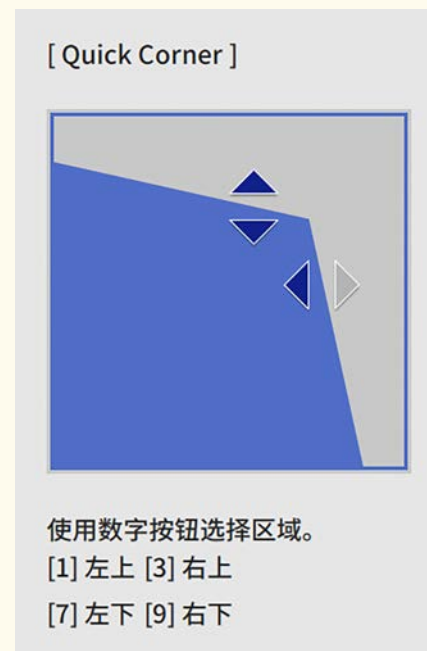 [ Quick Corner ]
使用数字按钮选择区域。
[1] 左上 [3] 右上
[7] 左下 [9] 右下